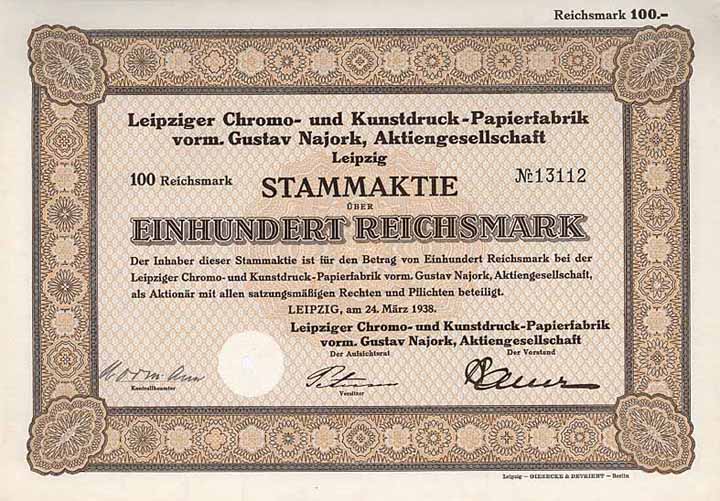 Reichsmark 100.-
Leipziger Chromo- und Kunstdruck-Papierfabrik
vorm. Gustav Najork, Aktiengesellschaft
Leipzig
100 Reichsmark STAMMAKTIE № 13112
ÜBER
EINHUNDERT REICHSMARK
Der Inhaber dieser Stammaktie ist für den Betrag von Einhundert Reichsmark bei der
Leipziger Chromo- und Kunstdruck-Papierfabrik vorm. Gustav Najork, Aktiengesellschaft,
als Aktionär mit allen satzungsmäßigen Rechten und Pflichten beteiligt.
LEIPZIG, am 24. März 1938.
Leipziger Chromo- und Kunstdruck-Papierfabrik
vorm. Gustav Najork, Aktiengesellschaft
Der Aufsichtsrat Der Vorstand
Kontrollbeamter Vorsitzer
Leipzig - GIESECKE & DEVRIENT - Berlin